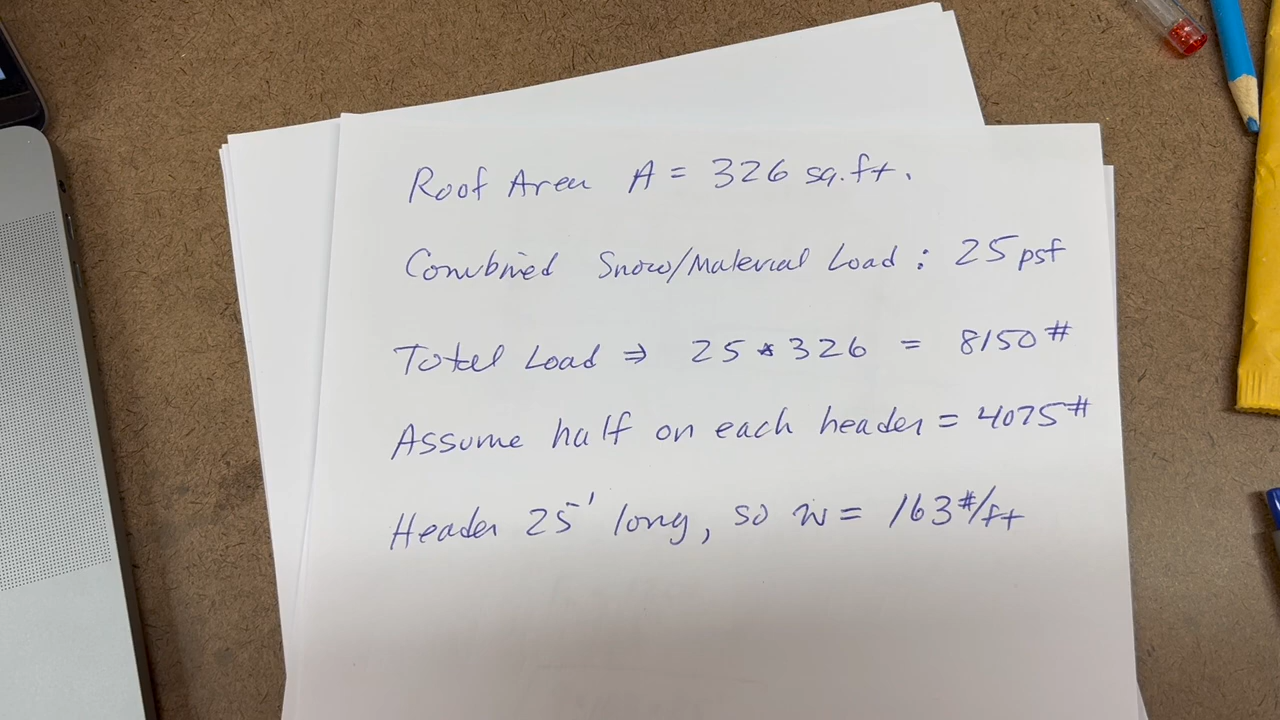 Roof Area A = 326 sq.ft.
Combined Snow/Material Load : 25 psf
Total Load ⇒ 25 * 326 = 8150 #
Assume half on each header = 4075 #
Header 25' long, so w = 163 #/ft